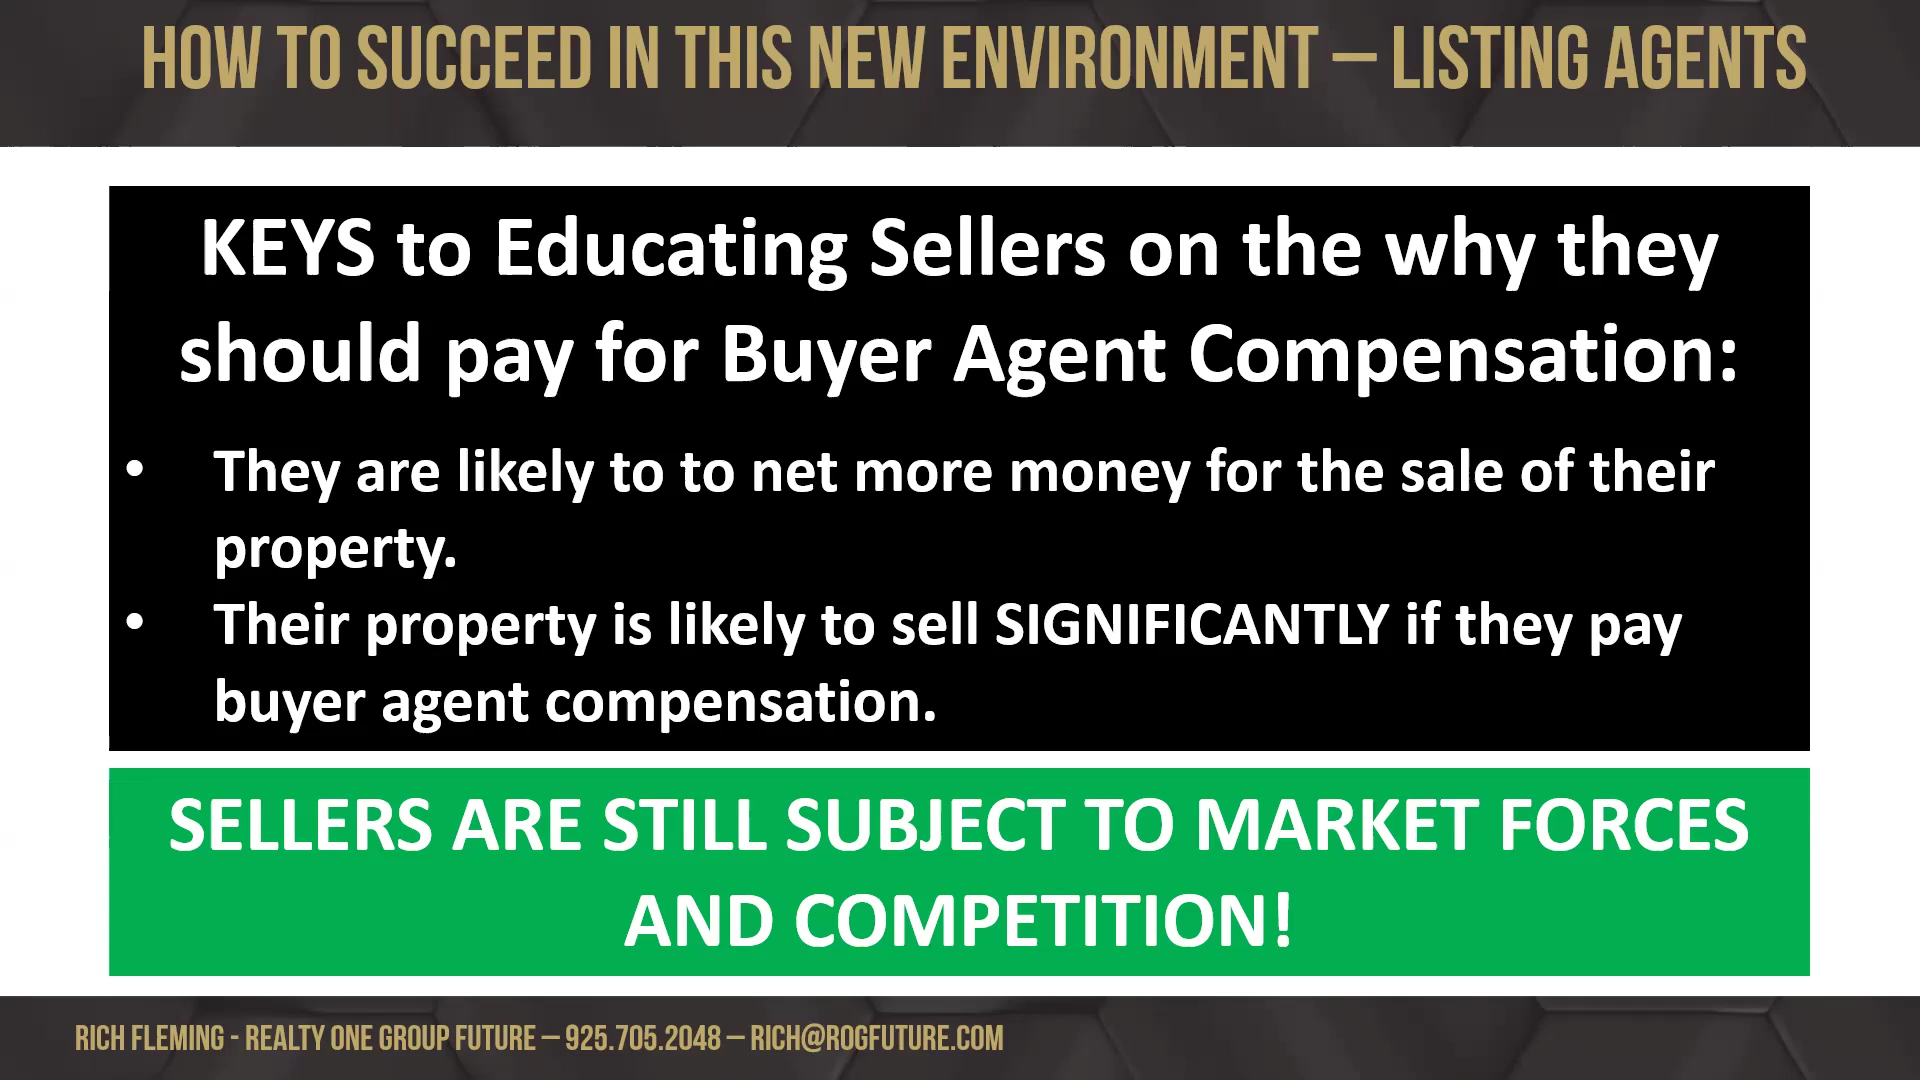 HOW TO SUCCEED IN THIS NEW ENVIRONMENT – LISTING AGENTS
KEYS to Educating Sellers on the why they
should pay for Buyer Agent Compensation:
• They are likely to to net more money for the sale of their
property.
• Their property is likely to sell SIGNIFICANTLY if they pay
buyer agent compensation.
SELLERS ARE STILL SUBJECT TO MARKET FORCES
AND COMPETITION!
RICH FLEMING - REALTY ONE GROUP FUTURE – 925.705.2048 – RICH@ROGFUTURE.COM